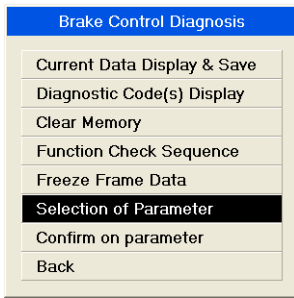 Brake Control Diagnosis
Current Data Display & Save
Diagnostic Code(s) Display
Clear Memory
Function Check Sequence
Freeze Frame Data
Selection of Parameter
Confirm on parameter
Back